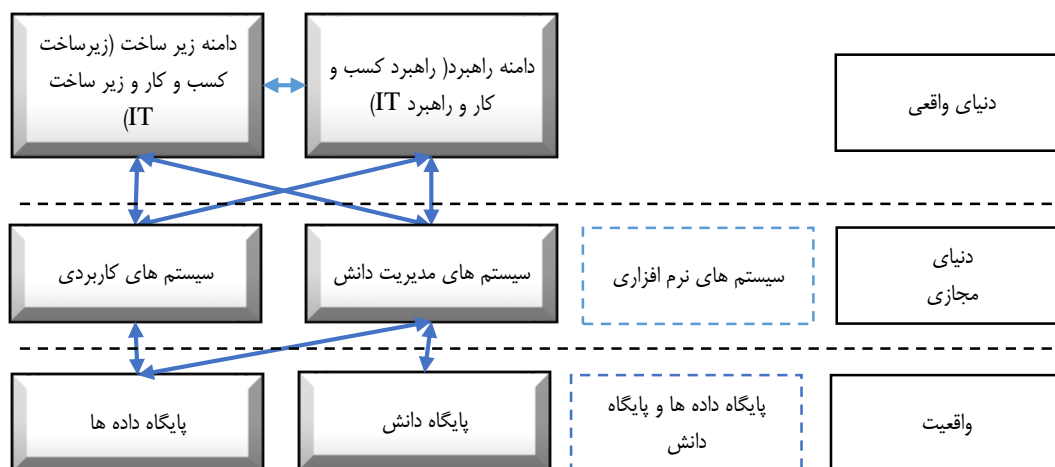 دنیای واقعی
دامنه راهبرد( راهبرد کسب و
کار و راهبرد IT)
دامنه زیر ساخت (زیرساخت
کسب و کار و زیر ساخت
IT)
دنیای
مجازی
سیستم های نرم افزاری
سیستم های مدیریت دانش
سیستم های کاربردی
واقعیت
پایگاه داده ها و پایگاه
دانش
پایگاه دانش
پایگاه داده ها